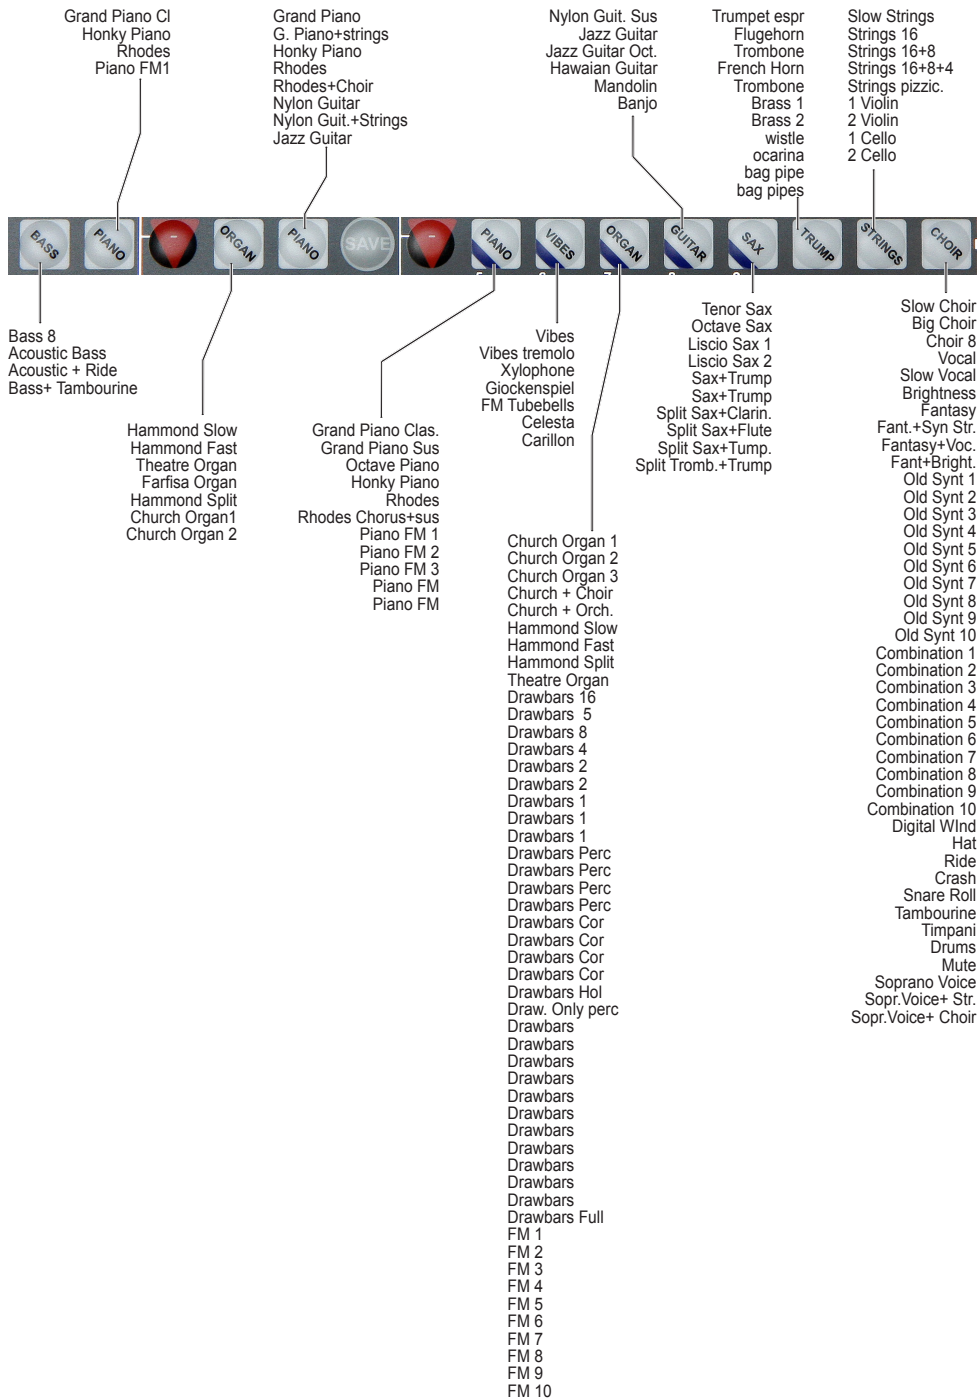 Grand Piano Cl
Honky Piano
Rhodes
Piano FM1
Grand Piano
G. Piano+strings
Honky Piano
Rhodes
Rhodes+Choir
Nylon Guitar
Nylon Guit.+Strings
Jazz Guitar
Nylon Guit. Sus
Jazz Guitar
Jazz Guitar Oct.
Hawaian Guitar
Mandolin
Banjo
Trumpet espr
Flugehorn
Trombone
French Horn
Trombone
Brass 1
Brass 2
wistle
ocarina
bag pipe
bag pipes
Slow Strings
Strings 16
Strings 16+8
Strings 16+8+4
Strings pizzic.
1 Violin
2 Violin
1 Cello
2 Cello
BASS
PIANO
-
ORGAN
PIANO
SAVE
-
PIANO
VIBES
ORGAN
GUITAR
SAX
TRUMP
STRINGS
CHOIR
Bass 8
Acoustic Bass
Acoustic + Ride
Bass+ Tambourine
Hammond Slow
Hammond Fast
Theatre Organ
Farfisa Organ
Hammond Split
Church Organ1
Church Organ 2
Grand Piano Clas.
Grand Piano Sus
Octave Piano
Honky Piano
Rhodes
Rhodes Chorus+sus
Piano FM 1
Piano FM 2
Piano FM 3
Piano FM
Piano FM
Vibes
Vibes tremolo
Xylophone
Giockenspiel
FM Tubebells
Celesta
Carillon
Church Organ 1
Church Organ 2
Church Organ 3
Church + Choir
Church + Orch.
Hammond Slow
Hammond Fast
Hammond Split
Theatre Organ
Drawbars 16
Drawbars  5
Drawbars 8
Drawbars 4
Drawbars 2
Drawbars 2
Drawbars 1
Drawbars 1
Drawbars 1
Drawbars Perc
Drawbars Perc
Drawbars Perc
Drawbars Perc
Drawbars Cor
Drawbars Cor
Drawbars Cor
Drawbars Cor
Drawbars Hol
Draw. Only perc
Drawbars
Drawbars
Drawbars
Drawbars
Drawbars
Drawbars
Drawbars
Drawbars
Drawbars
Drawbars
Drawbars
Drawbars Full
FM 1
FM 2
FM 3
FM 4
FM 5
FM 6
FM 7
FM 8
FM 9
FM 10
Tenor Sax
Octave Sax
Liscio Sax 1
Liscio Sax 2
Sax+Trump
Sax+Trump
Split Sax+Clarin.
Split Sax+Flute
Split Sax+Tump.
Split Tromb.+Trump
Slow Choir
Big Choir
Choir 8
Vocal
Slow Vocal
Brightness
Fantasy
Fant.+Syn Str.
Fantasy+Voc.
Fant+Bright.
Old Synt 1
Old Synt 2
Old Synt 3
Old Synt 4
Old Synt 5
Old Synt 6
Old Synt 7
Old Synt 8
Old Synt 9
Old Synt 10
Combination 1
Combination 2
Combination 3
Combination 4
Combination 5
Combination 6
Combination 7
Combination 8
Combination 9
Combination 10
Digital WInd
Hat
Ride
Crash
Snare Roll
Tambourine
Timpani
Drums
Mute
Soprano Voice
Sopr.Voice+ Str.
Sopr.Voice+ Choir